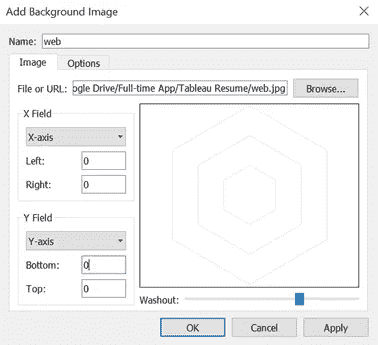 Add Background Image
Name: web
Image Options
File or URL: ogle Drive/Full-time App/Tableau Resume/web.jpg Browse...
X Field
X-axis
Left: 0
Right: 0
Y Field
Y-axis
Bottom: 0
Top: 0
Washout:
OK Cancel Apply